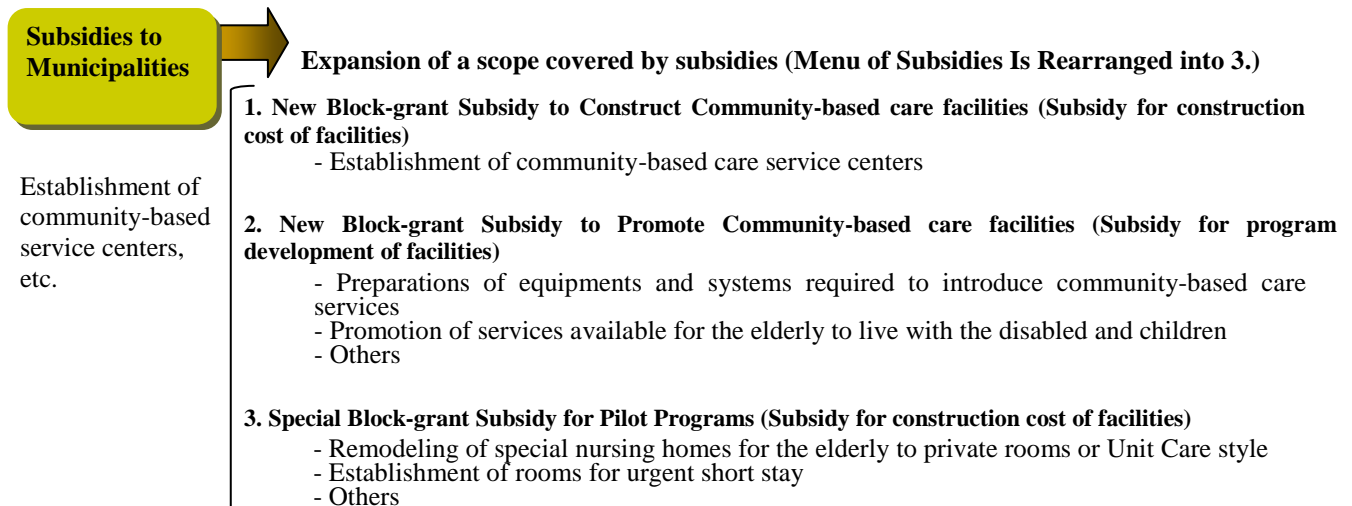 Subsidies to
Municipalities
Expansion of a scope covered by subsidies (Menu of Subsidies Is Rearranged into 3.)
Establishment of
community-based
service centers,
etc.
1. New Block-grant Subsidy to Construct Community-based care facilities (Subsidy for construction
cost of facilities)
- Establishment of community-based care service centers
2. New Block-grant Subsidy to Promote Community-based care facilities (Subsidy for program
development of facilities)
- Preparations of equipments and systems required to introduce community-based care
services
- Promotion of services available for the elderly to live with the disabled and children
- Others
3. Special Block-grant Subsidy for Pilot Programs (Subsidy for construction cost of facilities)
- Remodeling of special nursing homes for the elderly to private rooms or Unit Care style
- Establishment of rooms for urgent short stay
- Others